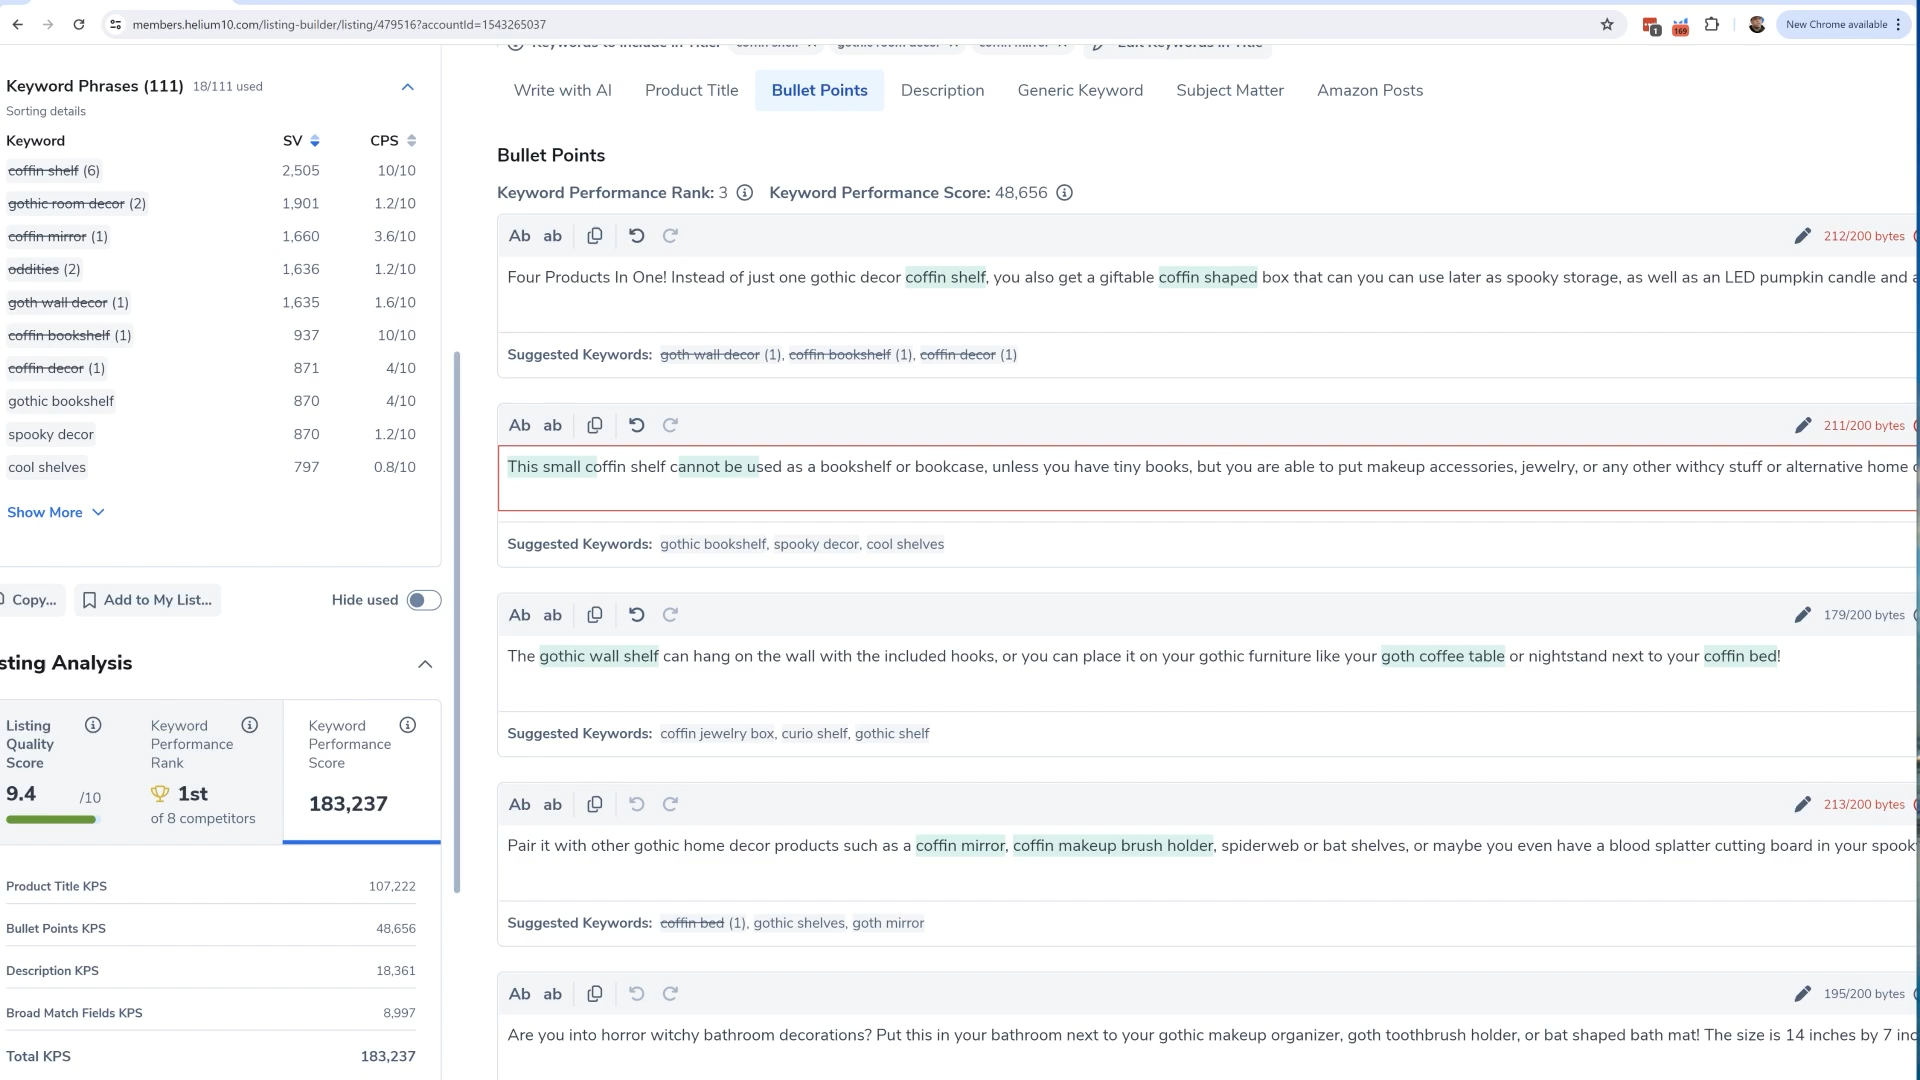 members.helium10.com/listing-builder/listing/479516?accountId=1543265037
1
169
New Chrome available
Keywords to include in Title: coffin shelf gothic room decor coffin mirror Edit Keywords in Title
Keyword Phrases (111) 18/111 used
Sorting details
Keyword SV CPS
coffin shelf (6) 2,505 10/10
gothic room decor (2) 1,901 1.2/10
coffin mirror (1) 1,660 3.6/10
oddities (2) 1,636 1.2/10
goth wall decor (1) 1,635 1.6/10
coffin bookshelf (1) 937 10/10
coffin decor (1) 871 4/10
gothic bookshelf 870 4/10
spooky decor 870 1.2/10
cool shelves 797 0.8/10
Show More
Copy... Add to My List... Hide used
sting Analysis
Listing Quality Score
9.4 /10
Keyword Performance Rank
1st
of 8 competitors
Keyword Performance Score
183,237
Product Title KPS 107,222
Bullet Points KPS 48,656
Description KPS 18,361
Broad Match Fields KPS 8,997
Total KPS 183,237
Write with AI Product Title Bullet Points Description Generic Keyword Subject Matter Amazon Posts
Bullet Points
Keyword Performance Rank: 3 Keyword Performance Score: 48,656
Ab ab 212/200 bytes
Four Products In One! Instead of just one gothic decor coffin shelf, you also get a giftable coffin shaped box that can you can use later as spooky storage, as well as an LED pumpkin candle and a
Suggested Keywords: goth wall decor (1), coffin bookshelf (1), coffin decor (1)
Ab ab 211/200 bytes
This small coffin shelf cannot be used as a bookshelf or bookcase, unless you have tiny books, but you are able to put makeup accessories, jewelry, or any other withcy stuff or alternative home
Suggested Keywords: gothic bookshelf, spooky decor, cool shelves
Ab ab 179/200 bytes
The gothic wall shelf can hang on the wall with the included hooks, or you can place it on your gothic furniture like your goth coffee table or nightstand next to your coffin bed!
Suggested Keywords: coffin jewelry box, curio shelf, gothic shelf
Ab ab 213/200 bytes
Pair it with other gothic home decor products such as a coffin mirror, coffin makeup brush holder, spiderweb or bat shelves, or maybe you even have a blood splatter cutting board in your spook
Suggested Keywords: coffin bed (1), gothic shelves, goth mirror
Ab ab 195/200 bytes
Are you into horror witchy bathroom decorations? Put this in your bathroom next to your gothic makeup organizer, goth toothbrush holder, or bat shaped bath mat! The size is 14 inches by 7 inc